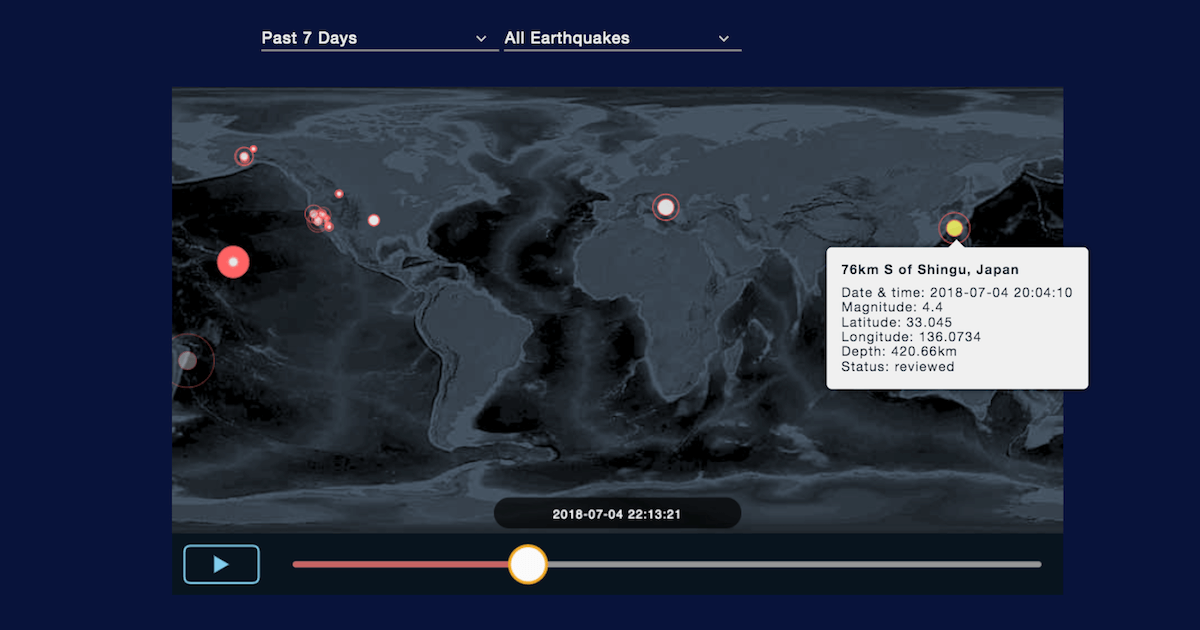 Past 7 Days
All Earthquakes
76km S of Shingu, Japan
Date & time: 2018-07-04 20:04:10
Magnitude: 4.4
Latitude: 33.045
Longitude: 136.0734
Depth: 420.66km
Status: reviewed
2018-07-04 22:13:21